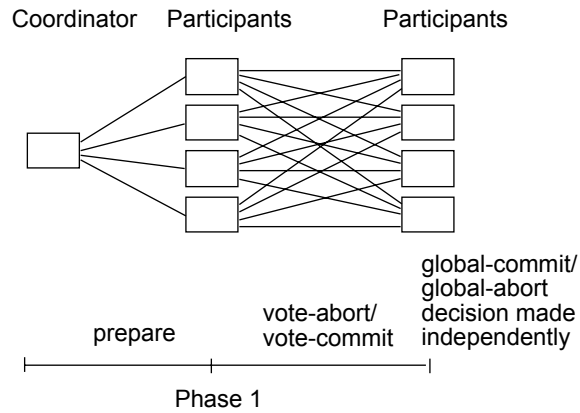 Coordinator Participants Participants
global-commit/
global-abort
decision made
independently
vote-abort/
vote-commit
prepare
Phase 1